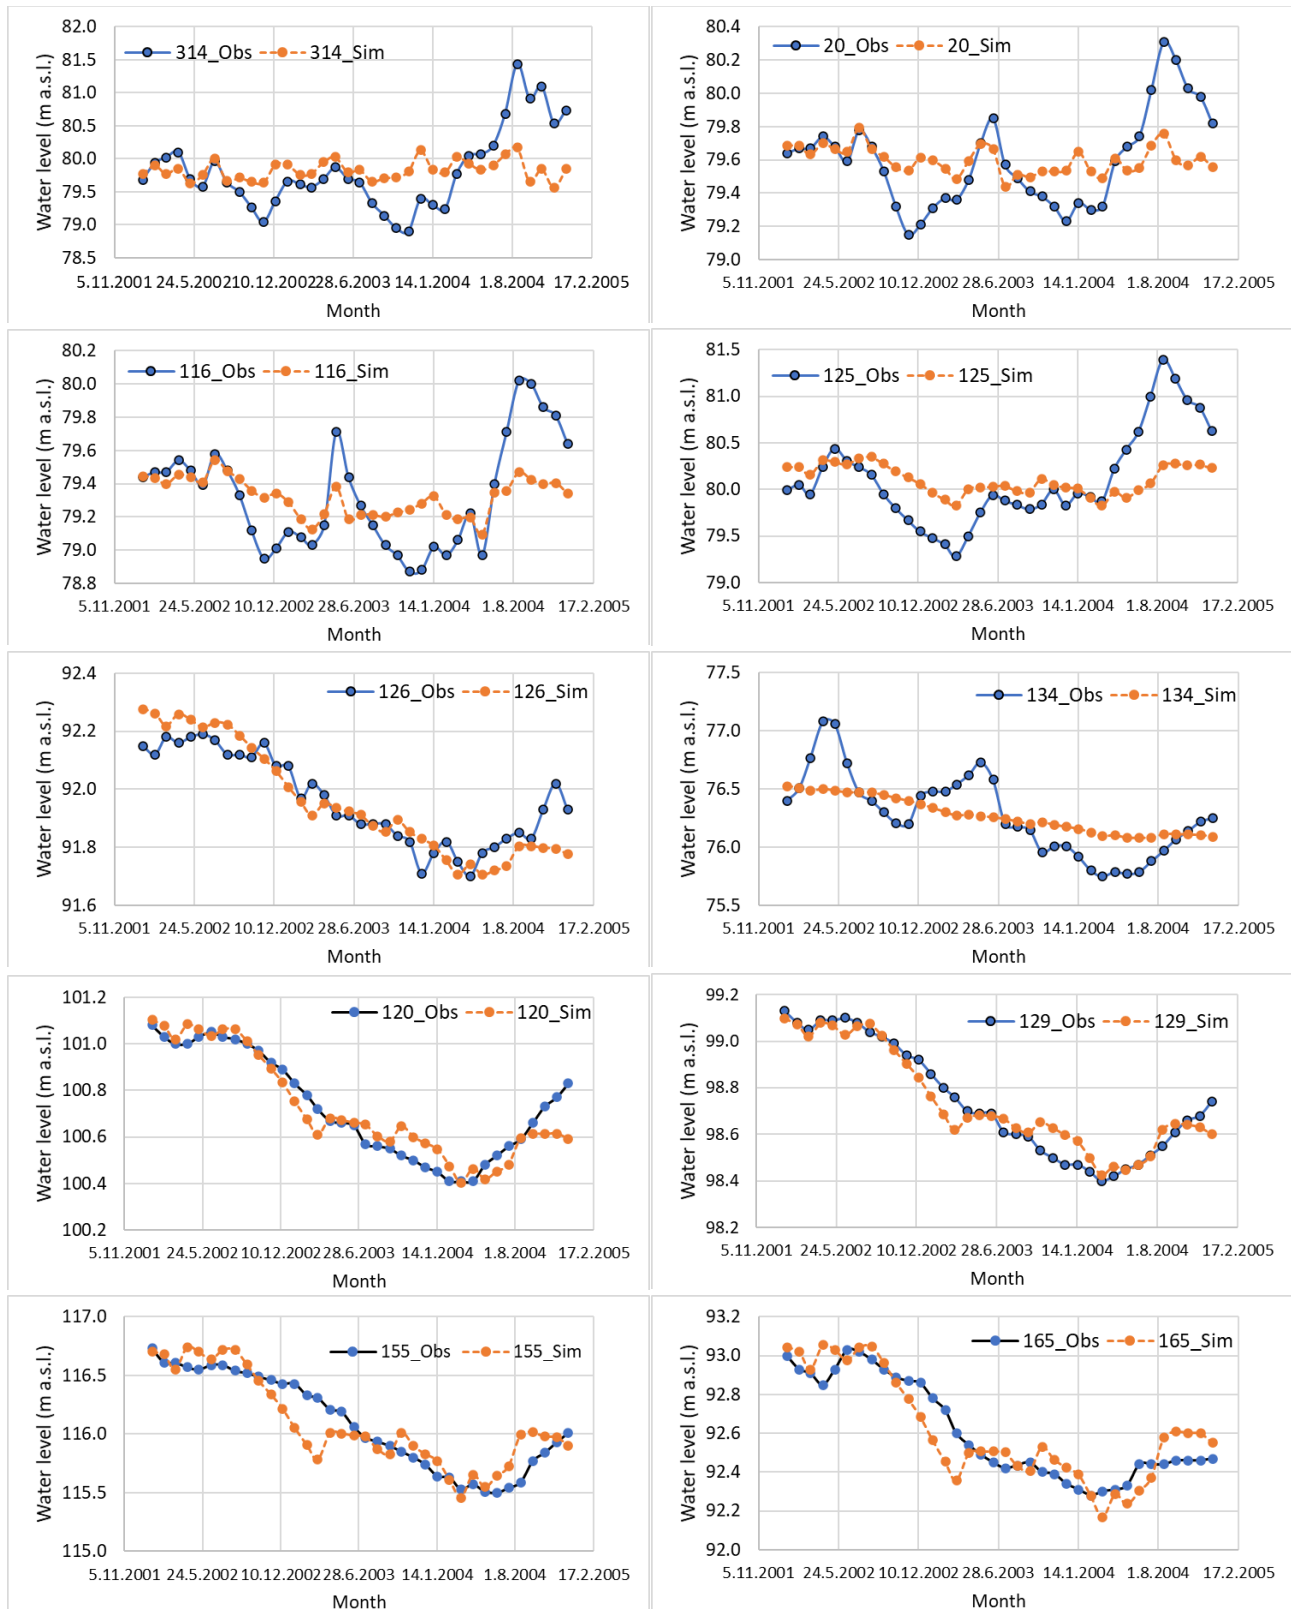 82.0
314_Obs 314_Sim
81.5
81.0
80.5
80.0
79.5
79.0
78.5
Water level (m a.s.l.)
5.11.2001 24.5.2002 10.12.2002 28.6.2003 14.1.2004 1.8.2004 17.2.2005
Month
80.4
20_Obs 20_Sim
80.2
80.0
79.8
79.6
79.4
79.2
79.0
Water level (m a.s.l.)
5.11.2001 24.5.2002 10.12.2002 28.6.2003 14.1.2004 1.8.2004 17.2.2005
Month
80.2
116_Obs 116_Sim
80.0
79.8
79.6
79.4
79.2
79.0
78.8
Water level (m a.s.l.)
5.11.2001 24.5.2002 10.12.2002 28.6.2003 14.1.2004 1.8.2004 17.2.2005
Month
81.5
125_Obs 125_Sim
81.0
80.5
80.0
79.5
79.0
Water level (m a.s.l.)
5.11.2001 24.5.2002 10.12.2002 28.6.2003 14.1.2004 1.8.2004 17.2.2005
Month
92.4
126_Obs 126_Sim
92.2
92.0
91.8
91.6
Water level (m a.s.l.)
5.11.2001 24.5.2002 10.12.2002 28.6.2003 14.1.2004 1.8.2004 17.2.2005
Month
77.5
134_Obs 134_Sim
77.0
76.5
76.0
75.5
Water level (m a.s.l.)
5.11.2001 24.5.2002 10.12.2002 28.6.2003 14.1.2004 1.8.2004 17.2.2005
Month
101.2
120_Obs 120_Sim
101.0
100.8
100.6
100.4
100.2
Water level (m a.s.l.)
5.11.2001 24.5.2002 10.12.2002 28.6.2003 14.1.2004 1.8.2004 17.2.2005
Month
99.2
129_Obs 129_Sim
99.0
98.8
98.6
98.4
98.2
Water level (m a.s.l.)
5.11.2001 24.5.2002 10.12.2002 28.6.2003 14.1.2004 1.8.2004 17.2.2005
Month
117.0
155_Obs 155_Sim
116.5
116.0
115.5
115.0
Water level (m a.s.l.)
5.11.2001 24.5.2002 10.12.2002 28.6.2003 14.1.2004 1.8.2004 17.2.2005
Month
93.2
165_Obs 165_Sim
93.0
92.8
92.6
92.4
92.2
92.0
Water level (m a.s.l.)
5.11.2001 24.5.2002 10.12.2002 28.6.2003 14.1.2004 1.8.2004 17.2.2005
Month